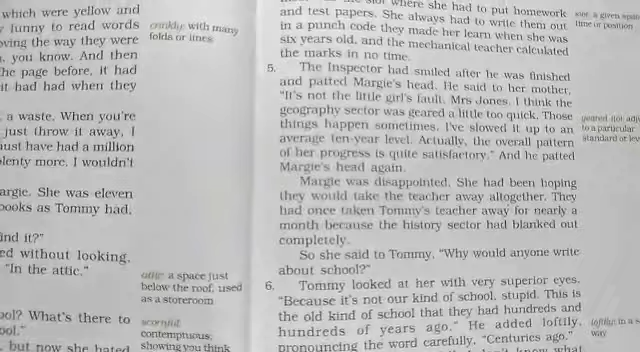 which were yellow and
funny to read words
ving the way they were
, you know. And then
he page before, it had
it had had when they
a waste. When you're
just throw it away, I
ust have had a million
plenty more. I wouldn't
argie. She was eleven
books as Tommy had,
ind it?"
ed without looking,
"In the attic."
ool? What's there to
ool."
but now she hated
crinkly: with many
folds or lines
attic: a space just
below the roof, used
as a storeroom
scornful:
contemptuous;
showing you think
where she had to put homework
and test papers. She always had to write them out
in a punch code they made her learn when she was
six years old, and the mechanical teacher calculated
the marks in no time.
5. The Inspector had smiled after he was finished
and patted Margie's head. He said to her mother,
"It's not the little girl's fault, Mrs Jones. I think the
geography sector was geared a little too quick. Those
things happen sometimes. I've slowed it up to an
average ten-year level. Actually, the overall pattern
of her progress is quite satisfactory." And he patted
Margie's head again.
Margie was disappointed. She had been hoping
they would take the teacher away altogether. They
had once taken Tommy's teacher away for nearly a
month because the history sector had blanked out
completely.
So she said to Tommy, "Why would anyone write
about school?"
6. Tommy looked at her with very superior eyes.
"Because it's not our kind of school, stupid. This is
the old kind of school that they had hundreds and
hundreds of years ago." He added loftily,
pronouncing the word carefully, "Centuries ago."
know what
slot: a given
time or position
geared
to a particular
standard or
loftily: in a
way